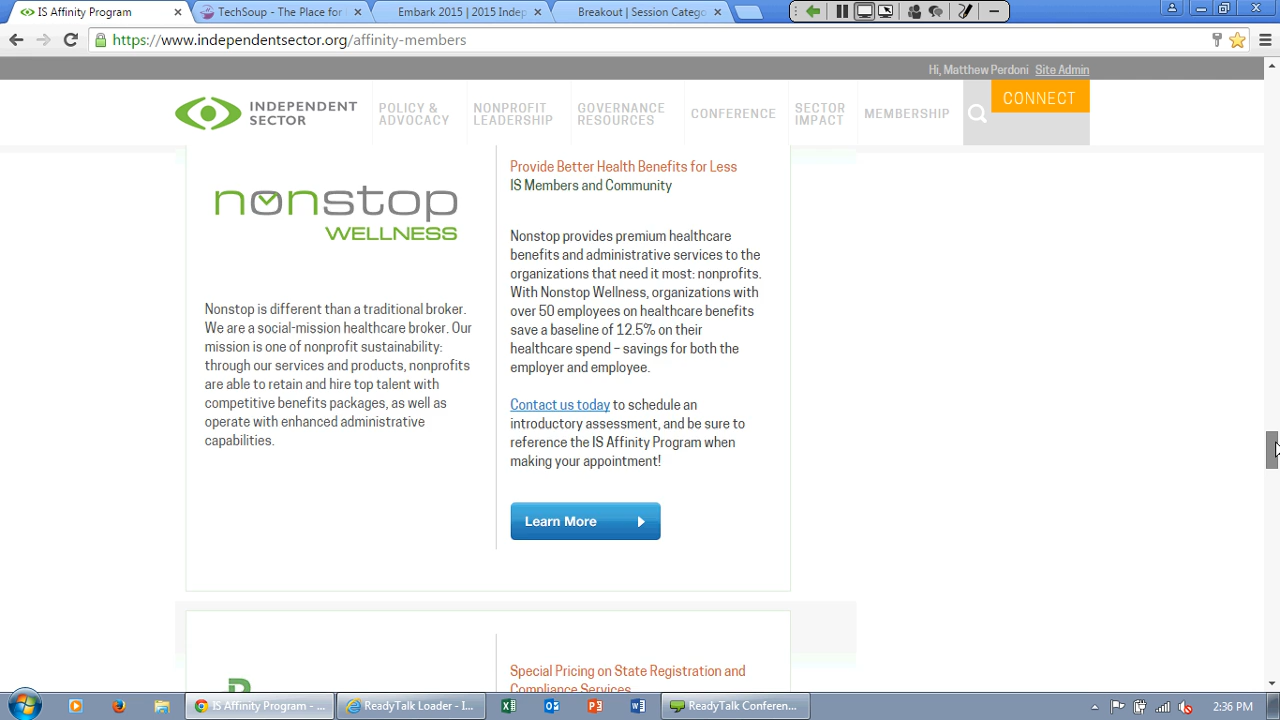 IS Affinity Program
TechSoup - The Place for
Embark 2015 | 2015 Indep
Breakout | Session Catego
https://www.independentsector.org/affinity-members
Hi, Matthew Perdoni Site Admin
INDEPENDENT
SECTOR
POLICY &
ADVOCACY
NONPROFIT
LEADERSHIP
GOVERNANCE
RESOURCES
CONFERENCE
SECTOR
IMPACT
MEMBERSHIP
CONNECT
nonstop
WELLNESS
Nonstop is different than a traditional broker.
We are a social-mission healthcare broker. Our
mission is one of nonprofit sustainability:
through our services and products, nonprofits
are able to retain and hire top talent with
competitive benefits packages, as well as
operate with enhanced administrative
capabilities.
Provide Better Health Benefits for Less
IS Members and Community
Nonstop provides premium healthcare
benefits and administrative services to the
organizations that need it most: nonprofits.
With Nonstop Wellness, organizations with
over 50 employees on healthcare benefits
save a baseline of 12.5% on their
healthcare spend – savings for both the
employer and employee.
Contact us today to schedule an
introductory assessment, and be sure to
reference the IS Affinity Program when
making your appointment!
Learn More
Special Pricing on State Registration and
Compliance Services
IS Affinity Program - ...
ReadyTalk Loader - I...
ReadyTalk Conferen...
2:36 PM